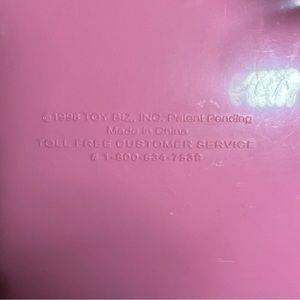 ©1998 TOY BIZ, INC. Patent Pending
Made in China
TOLL FREE CUSTOMER SERVICE
# 1-800-634-7539